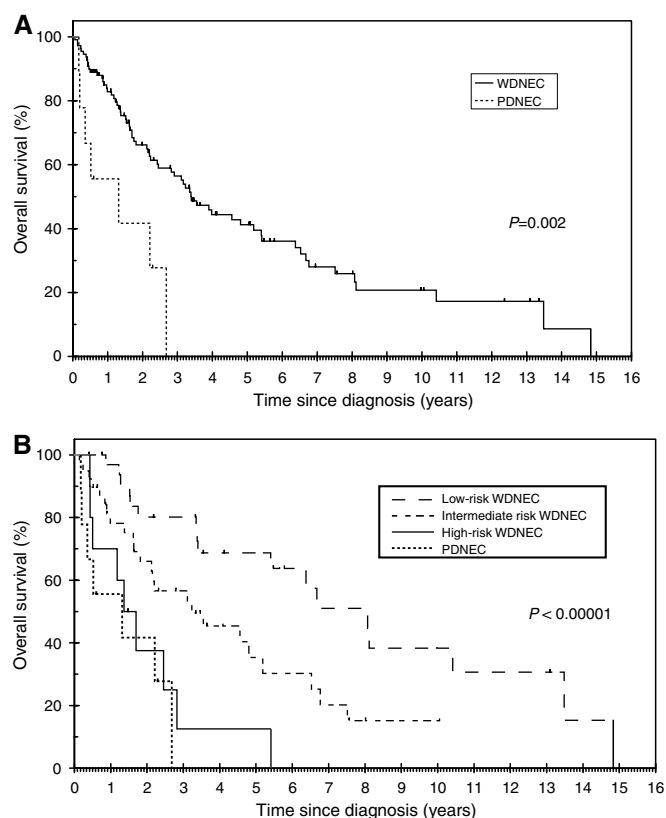 A
100
80
60
40
20
0
Overall survival (%)
WDNEC
PDNEC
P=0.002
0 1 2 3 4 5 6 7 8 9 10 11 12 13 14 15 16
Time since diagnosis (years)
B
100
80
60
40
20
0
Overall survival (%)
Low-risk WDNEC
Intermediate risk WDNEC
High-risk WDNEC
PDNEC
P < 0.00001
0 1 2 3 4 5 6 7 8 9 10 11 12 13 14 15 16
Time since diagnosis (years)